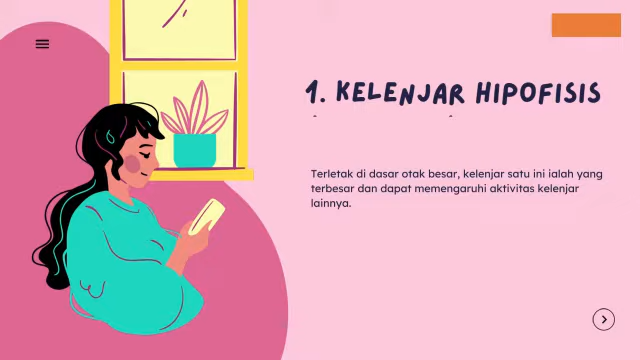 1. KELENJAR HIPOFISIS
Terletak di dasar otak besar, kelenjar satu ini ialah yang
terbesar dan dapat memengaruhi aktivitas kelenjar
lainnya.